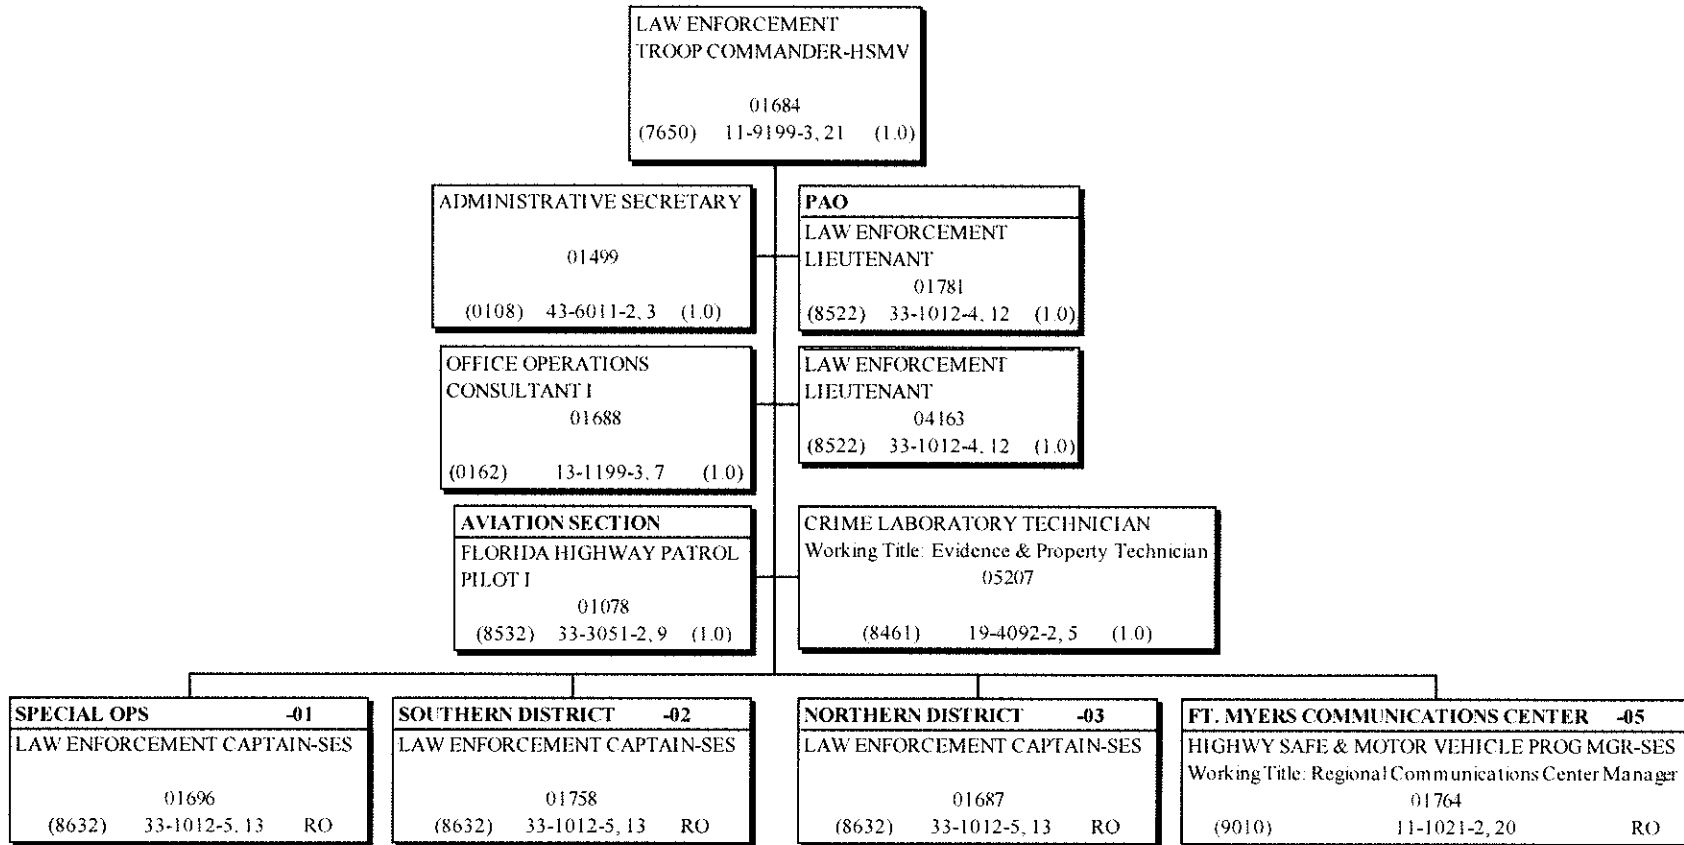 LAW ENFORCEMENT
TROOP COMMANDER-HSMV
01684
(7650) 11-9199-3, 21 (1.0)
ADMINISTRATIVE SECRETARY
01499
(0108) 43-6011-2, 3 (1.0)
PAO
LAW ENFORCEMENT
LIEUTENANT
01781
(8522) 33-1012-4, 12 (1.0)
OFFICE OPERATIONS
CONSULTANT I
01688
(0162) 13-1199-3, 7 (1.0)
LAW ENFORCEMENT
LIEUTENANT
04163
(8522) 33-1012-4, 12 (1.0)
AVIATION SECTION
FLORIDA HIGHWAY PATROL
PILOT I
01078
(8532) 33-3051-2, 9 (1.0)
CRIME LABORATORY TECHNICIAN
Working Title: Evidence & Property Technician
05207
(8461) 19-4092-2, 5 (1.0)
SPECIAL OPS -01
LAW ENFORCEMENT CAPTAIN-SES
01696
(8632) 33-1012-5, 13 RO
SOUTHERN DISTRICT -02
LAW ENFORCEMENT CAPTAIN-SES
01758
(8632) 33-1012-5, 13 RO
NORTHERN DISTRICT -03
LAW ENFORCEMENT CAPTAIN-SES
01687
(8632) 33-1012-5, 13 RO
FT. MYERS COMMUNICATIONS CENTER -05
HIGHWY SAFE & MOTOR VEHICLE PROG MGR-SES
Working Title: Regional Communications Center Manager
01764
(9010) 11-1021-2, 20 RO